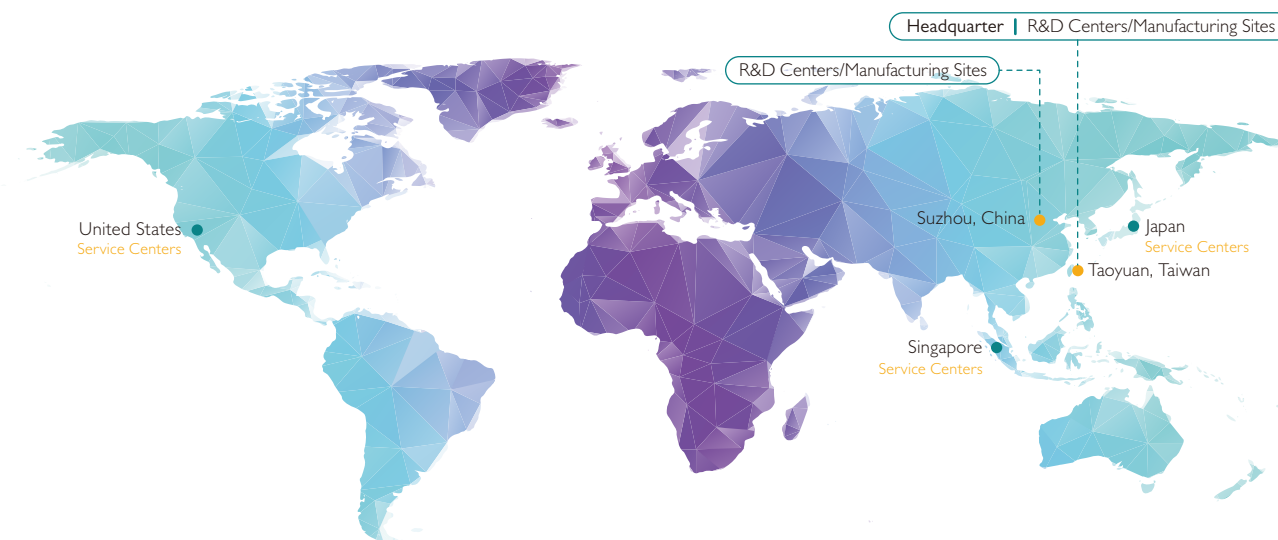 Headquarter | R&D Centers/Manufacturing Sites
R&D Centers/Manufacturing Sites
Suzhou, China
United States
Service Centers
Japan
Service Centers
Taoyuan, Taiwan
Singapore
Service Centers